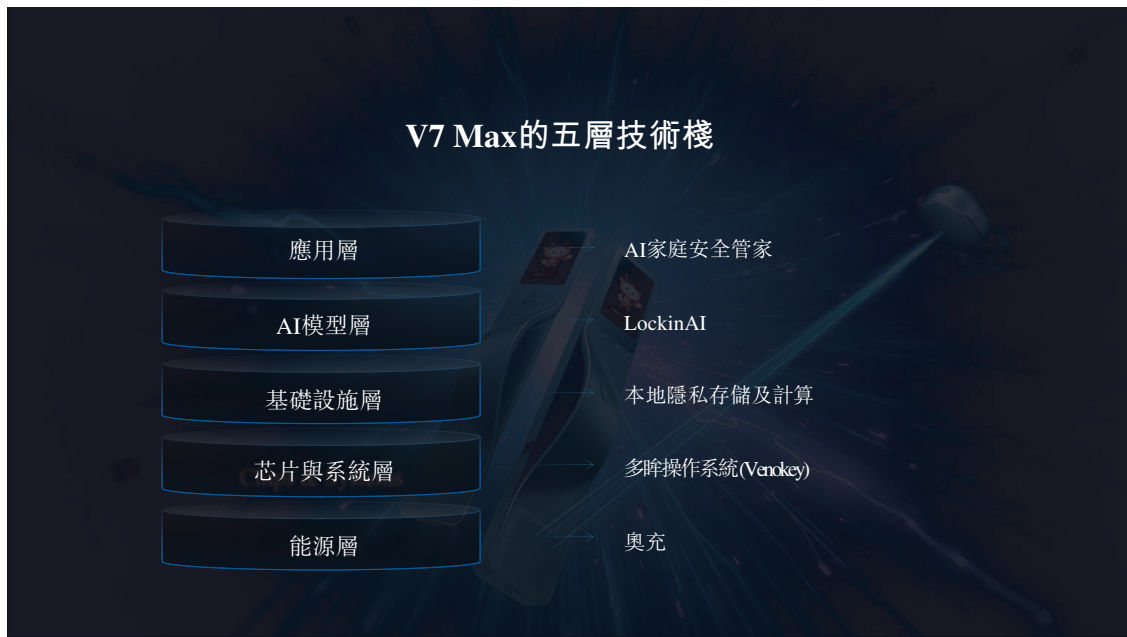 V7 Max的五層技術棧
應用層
AI家庭安全管家
AI模型層
LockinAI
基礎設施層
本地隱私存儲及計算
芯片與系統層
多眸操作系統(Venokey)
能源層
奧充